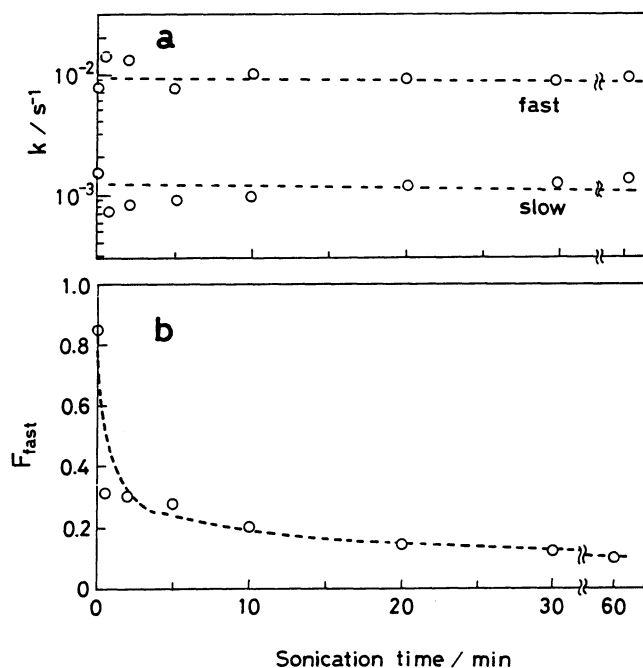 a
k / s⁻¹
10⁻²
fast
10⁻³
slow
b
F_fast
1.0
0.8
0.6
0.4
0.2
0
0 10 20 30 60
Sonication time / min